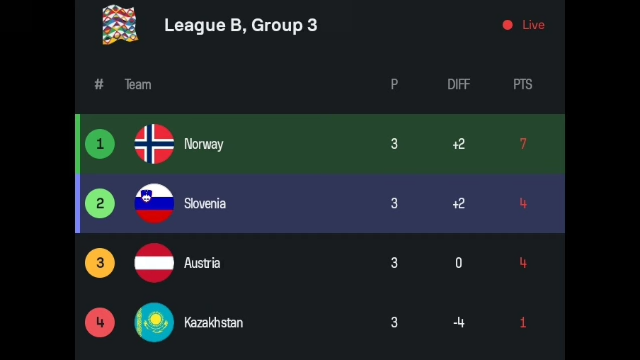 League B, Group 3
Live
# Team P DIFF PTS
1 Norway 3 +2 7
2 Slovenia 3 +2 4
3 Austria 3 0 4
4 Kazakhstan 3 -4 1